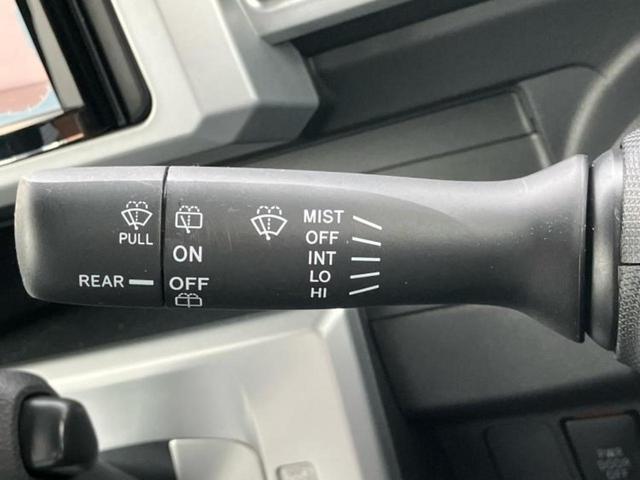 PULL
REAR
ON
OFF
MIST
OFF
INT
LO
HI